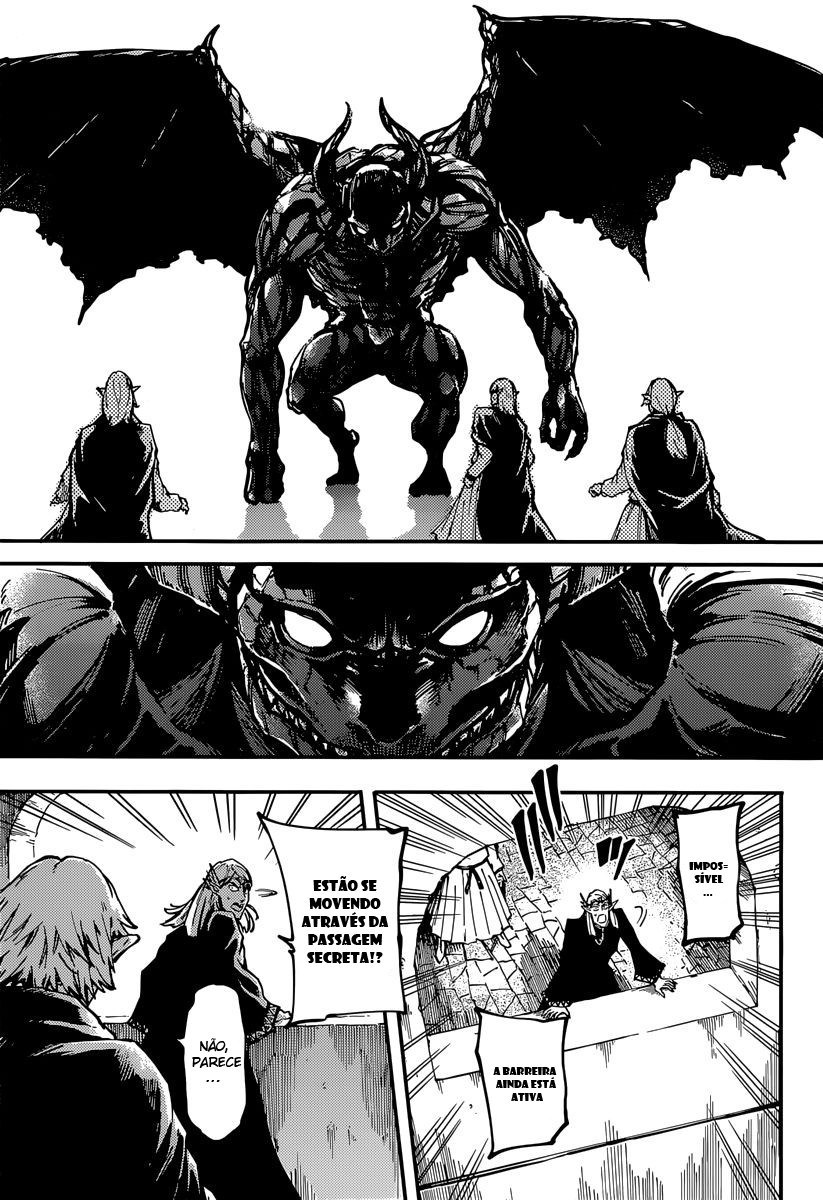 IMPOS=
SÍVEL
...
A BARREIRA
AINDA ESTÁ
ATIVA
ESTÃO SE
MOVENDO
ATRAVÉS DA
PASSAGEM
SECRETA!?
NÃO,
PARECE
...